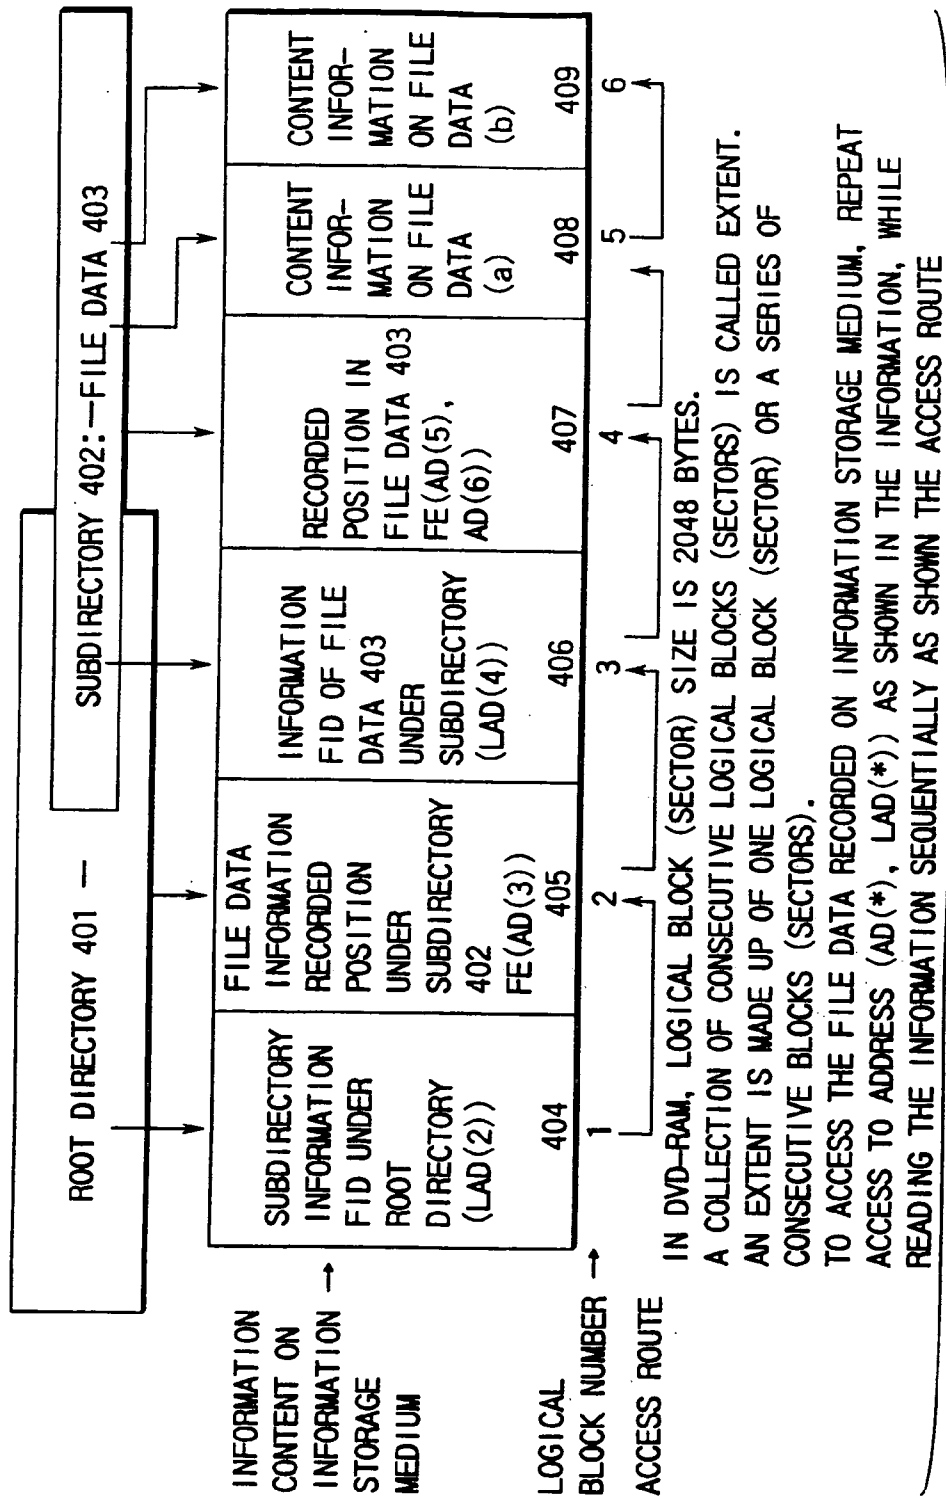 ROOT DIRECTORY 401 —
SUBDIRECTORY 402:—FILE DATA 403
INFORMATION
CONTENT ON
INFORMATION →
STORAGE
MEDIUM
SUBDIRECTORY
INFORMATION
FID UNDER
ROOT
DIRECTORY
(LAD(2))
404
FILE DATA
INFORMATION
RECORDED
POSITION
UNDER
SUBDIRECTORY
402
FE(AD(3))
405
INFORMATION
FID OF FILE
DATA 403
UNDER
SUBDIRECTORY
(LAD(4))
406
RECORDED
POSITION IN
FILE DATA 403
FE(AD(5),
AD(6))
407
CONTENT
INFOR-
MATION
ON FILE
DATA
(a)
408
CONTENT
INFOR-
MATION
ON FILE
DATA
(b)
409
LOGICAL
BLOCK NUMBER →
1 2 3 4 5 6
ACCESS ROUTE
IN DVD-RAM, LOGICAL BLOCK (SECTOR) SIZE IS 2048 BYTES.
A COLLECTION OF CONSECUTIVE LOGICAL BLOCKS (SECTORS) IS CALLED EXTENT.
AN EXTENT IS MADE UP OF ONE LOGICAL BLOCK (SECTOR) OR A SERIES OF
CONSECUTIVE BLOCKS (SECTORS).
TO ACCESS THE FILE DATA RECORDED ON INFORMATION STORAGE MEDIUM, REPEAT
ACCESS TO ADDRESS (AD(*), LAD(*)) AS SHOWN IN THE INFORMATION, WHILE
READING THE INFORMATION SEQUENTIALLY AS SHOWN THE ACCESS ROUTE